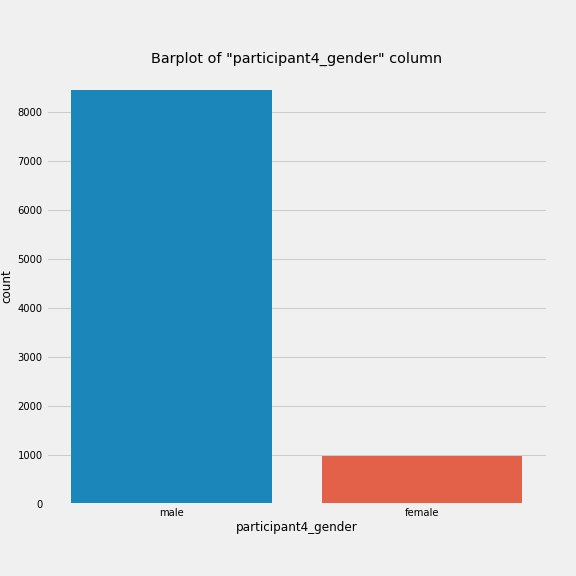 Barplot of "participant4_gender" column
8000
7000
6000
5000
4000
3000
2000
1000
0
count
male
female
participant4_gender